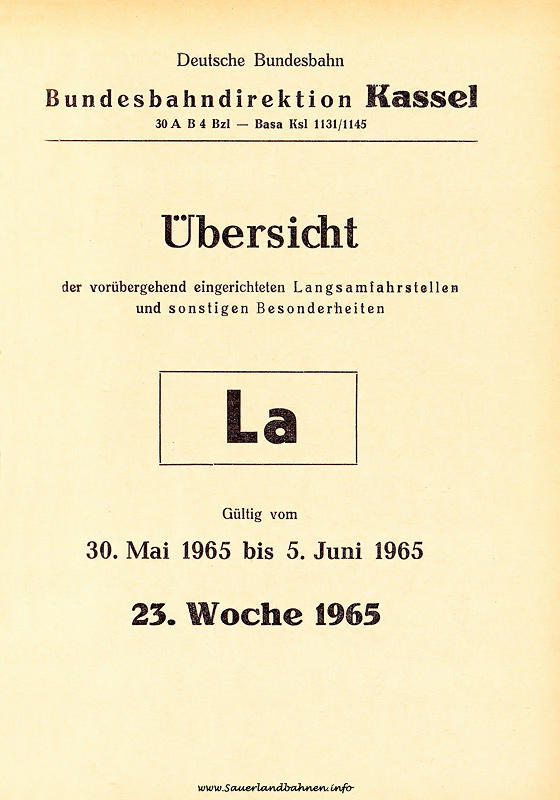 Deutsche Bundesbahn
Bundesbahndirektion Kassel
30 A B 4 Bzl — Basa Ksl 1131/1145
Übersicht
der vorübergehend eingerichteten Langsamfahrstellen
und sonstigen Besonderheiten
La
Gültig vom
30. Mai 1965 bis 5. Juni 1965
23. Woche 1965
www.Sauerlandbahnen.info